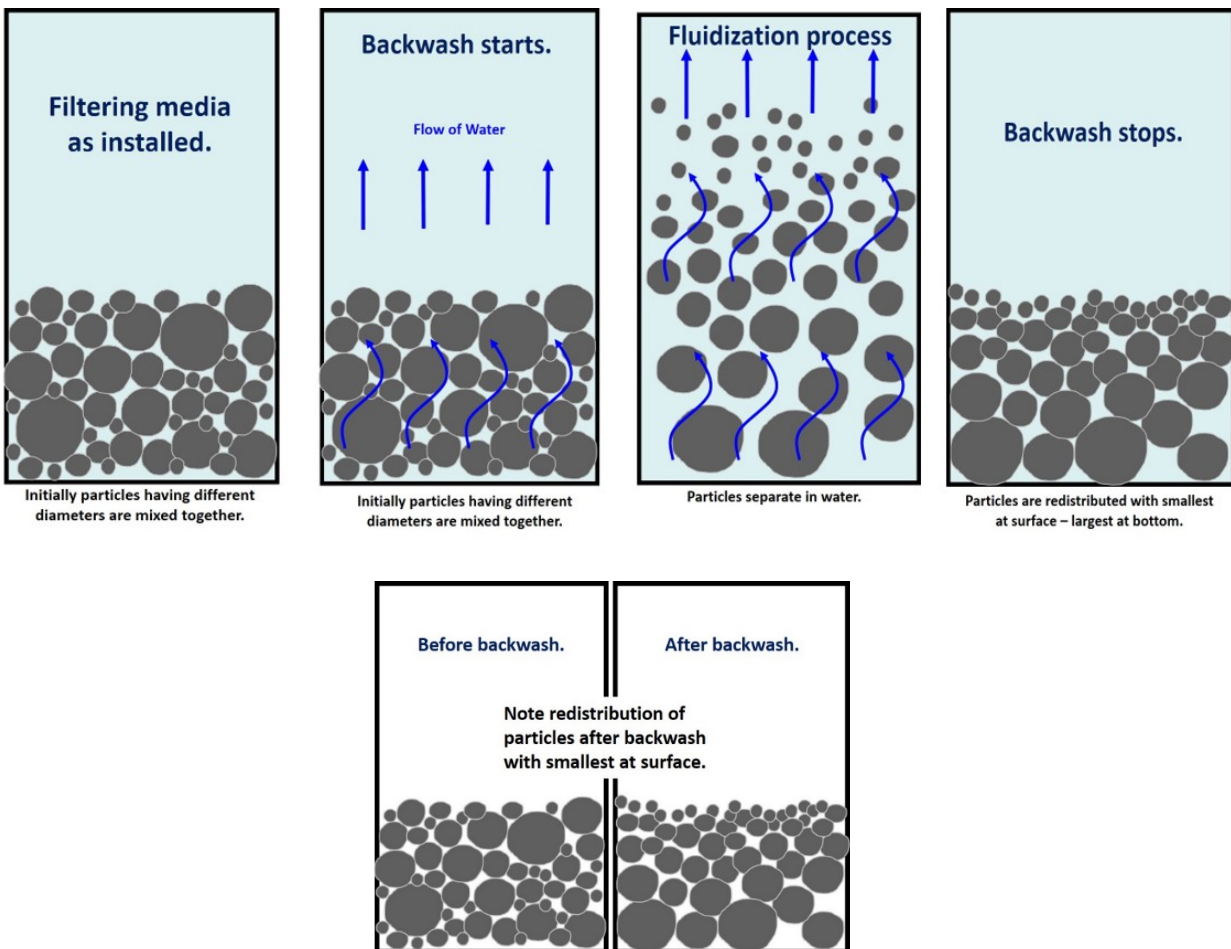 Filtering media
as installed.
Initially particles having different
diameters are mixed together.
Backwash starts.
Flow of Water
Initially particles having different
diameters are mixed together.
Fluidization process
Particles separate in water.
Backwash stops.
Particles are redistributed with smallest
at surface – largest at bottom.
Before backwash.
After backwash.
Note redistribution of
particles after backwash
with smallest at surface.